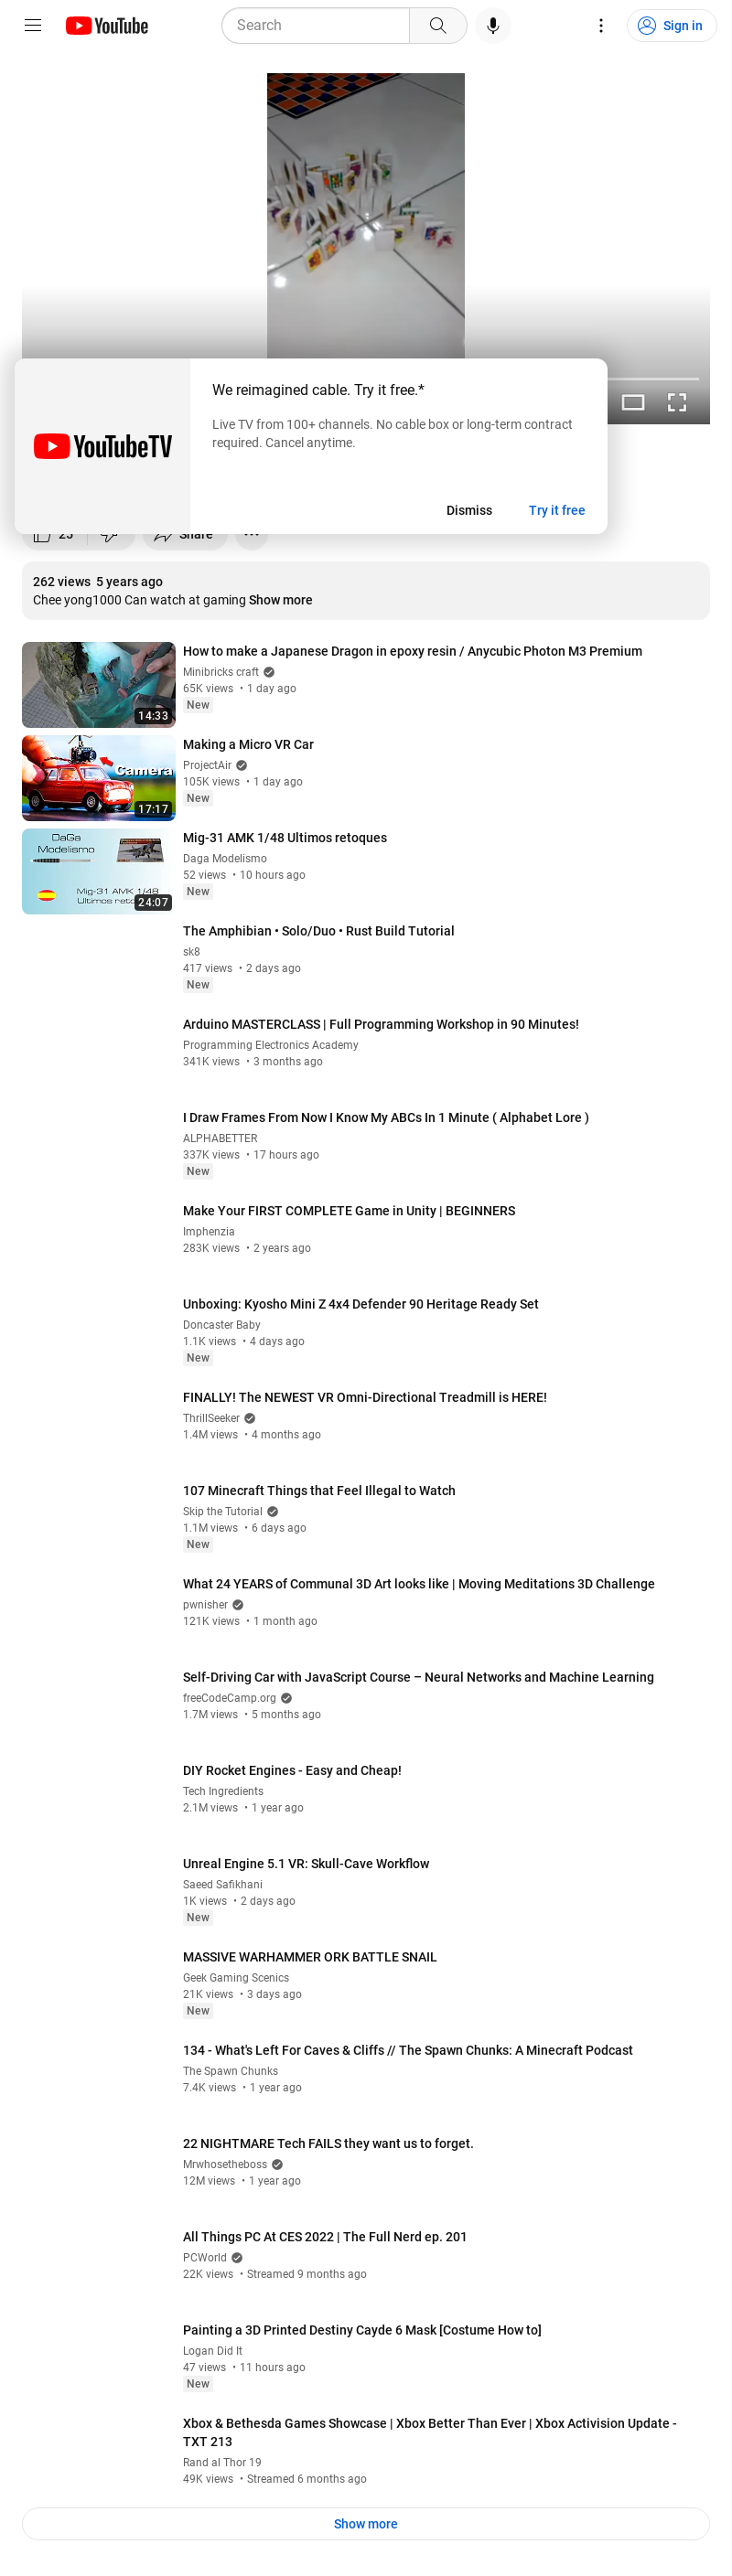 YouTube
Search
Sign in
We reimagined cable. Try it free.*
Live TV from 100+ channels. No cable box or long-term contract
required. Cancel anytime.
YouTubeTV
Dismiss
Try it free
25
Share
262 views 5 years ago
Chee yong1000 Can watch at gaming Show more
How to make a Japanese Dragon in epoxy resin / Anycubic Photon M3 Premium
Minibricks craft
65K views • 1 day ago
New
14:33
Making a Micro VR Car
ProjectAir
105K views • 1 day ago
New
Camera
17:17
Mig-31 AMK 1/48 Ultimos retoques
Daga Modelismo
52 views • 10 hours ago
New
DaGa
Modelismo
Mig-31 AMK 1/48
Ultimos reto
24:07
The Amphibian • Solo/Duo • Rust Build Tutorial
sk8
417 views • 2 days ago
New
Arduino MASTERCLASS | Full Programming Workshop in 90 Minutes!
Programming Electronics Academy
341K views • 3 months ago
I Draw Frames From Now I Know My ABCs In 1 Minute ( Alphabet Lore )
ALPHABETTER
337K views • 17 hours ago
New
Make Your FIRST COMPLETE Game in Unity | BEGINNERS
Imphenzia
283K views • 2 years ago
Unboxing: Kyosho Mini Z 4x4 Defender 90 Heritage Ready Set
Doncaster Baby
1.1K views • 4 days ago
New
FINALLY! The NEWEST VR Omni-Directional Treadmill is HERE!
ThrillSeeker
1.4M views • 4 months ago
107 Minecraft Things that Feel Illegal to Watch
Skip the Tutorial
1.1M views • 6 days ago
New
What 24 YEARS of Communal 3D Art looks like | Moving Meditations 3D Challenge
pwnisher
121K views • 1 month ago
Self-Driving Car with JavaScript Course – Neural Networks and Machine Learning
freeCodeCamp.org
1.7M views • 5 months ago
DIY Rocket Engines - Easy and Cheap!
Tech Ingredients
2.1M views • 1 year ago
Unreal Engine 5.1 VR: Skull-Cave Workflow
Saeed Safikhani
1K views • 2 days ago
New
MASSIVE WARHAMMER ORK BATTLE SNAIL
Geek Gaming Scenics
21K views • 3 days ago
New
134 - What's Left For Caves & Cliffs // The Spawn Chunks: A Minecraft Podcast
The Spawn Chunks
7.4K views • 1 year ago
22 NIGHTMARE Tech FAILS they want us to forget.
Mrwhosetheboss
12M views • 1 year ago
All Things PC At CES 2022 | The Full Nerd ep. 201
PCWorld
22K views • Streamed 9 months ago
Painting a 3D Printed Destiny Cayde 6 Mask [Costume How to]
Logan Did It
47 views • 11 hours ago
New
Xbox & Bethesda Games Showcase | Xbox Better Than Ever | Xbox Activision Update -
TXT 213
Rand al Thor 19
49K views • Streamed 6 months ago
Show more